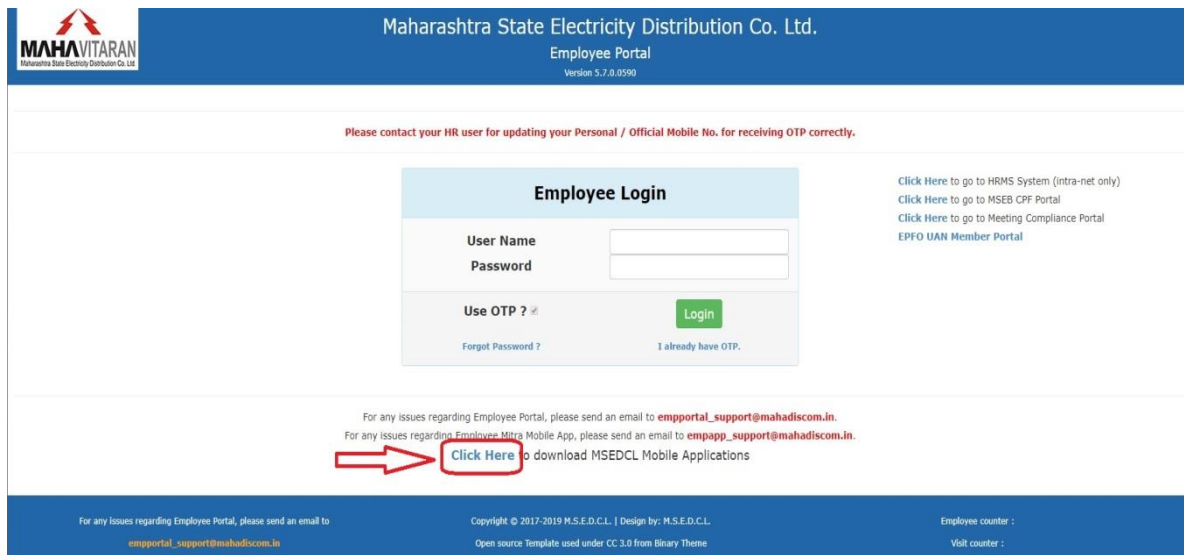 MAHAVITARAN
Maharashtra State Electricity Distribution Co. Ltd.
Maharashtra State Electricity Distribution Co. Ltd.
Employee Portal
Version 5.7.0.0590
Please contact your HR user for updating your Personal / Official Mobile No. for receiving OTP correctly.
Employee Login
User Name
Password
Use OTP ?
Login
Forgot Password ?
I already have OTP.
Click Here to go to HRMS System (intra-net only)
Click Here to go to MSEB CPF Portal
Click Here to go to Meeting Compliance Portal
EPFO UAN Member Portal
For any issues regarding Employee Portal, please send an email to empportal_support@mahadiscom.in.
For any issues regarding Employee Mitra Mobile App, please send an email to empapp_support@mahadiscom.in.
Click Here to download MSEDCL Mobile Applications
For any issues regarding Employee Portal, please send an email to
empportal_support@mahadiscom.in
Copyright © 2017-2019 M.S.E.D.C.L. | Design by: M.S.E.D.C.L.
Open source Template used under CC 3.0 from Binary Theme
Employee counter :
Visit counter :